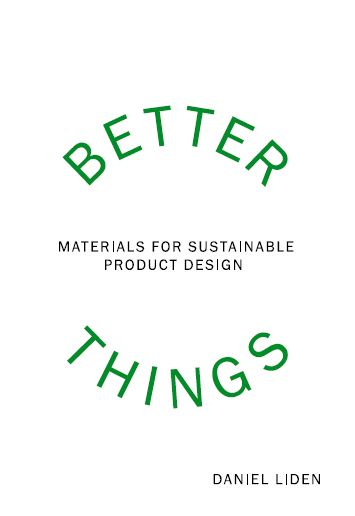 BETTER
MATERIALS FOR SUSTAINABLE
PRODUCT DESIGN
THINGS
DANIEL LIDEN